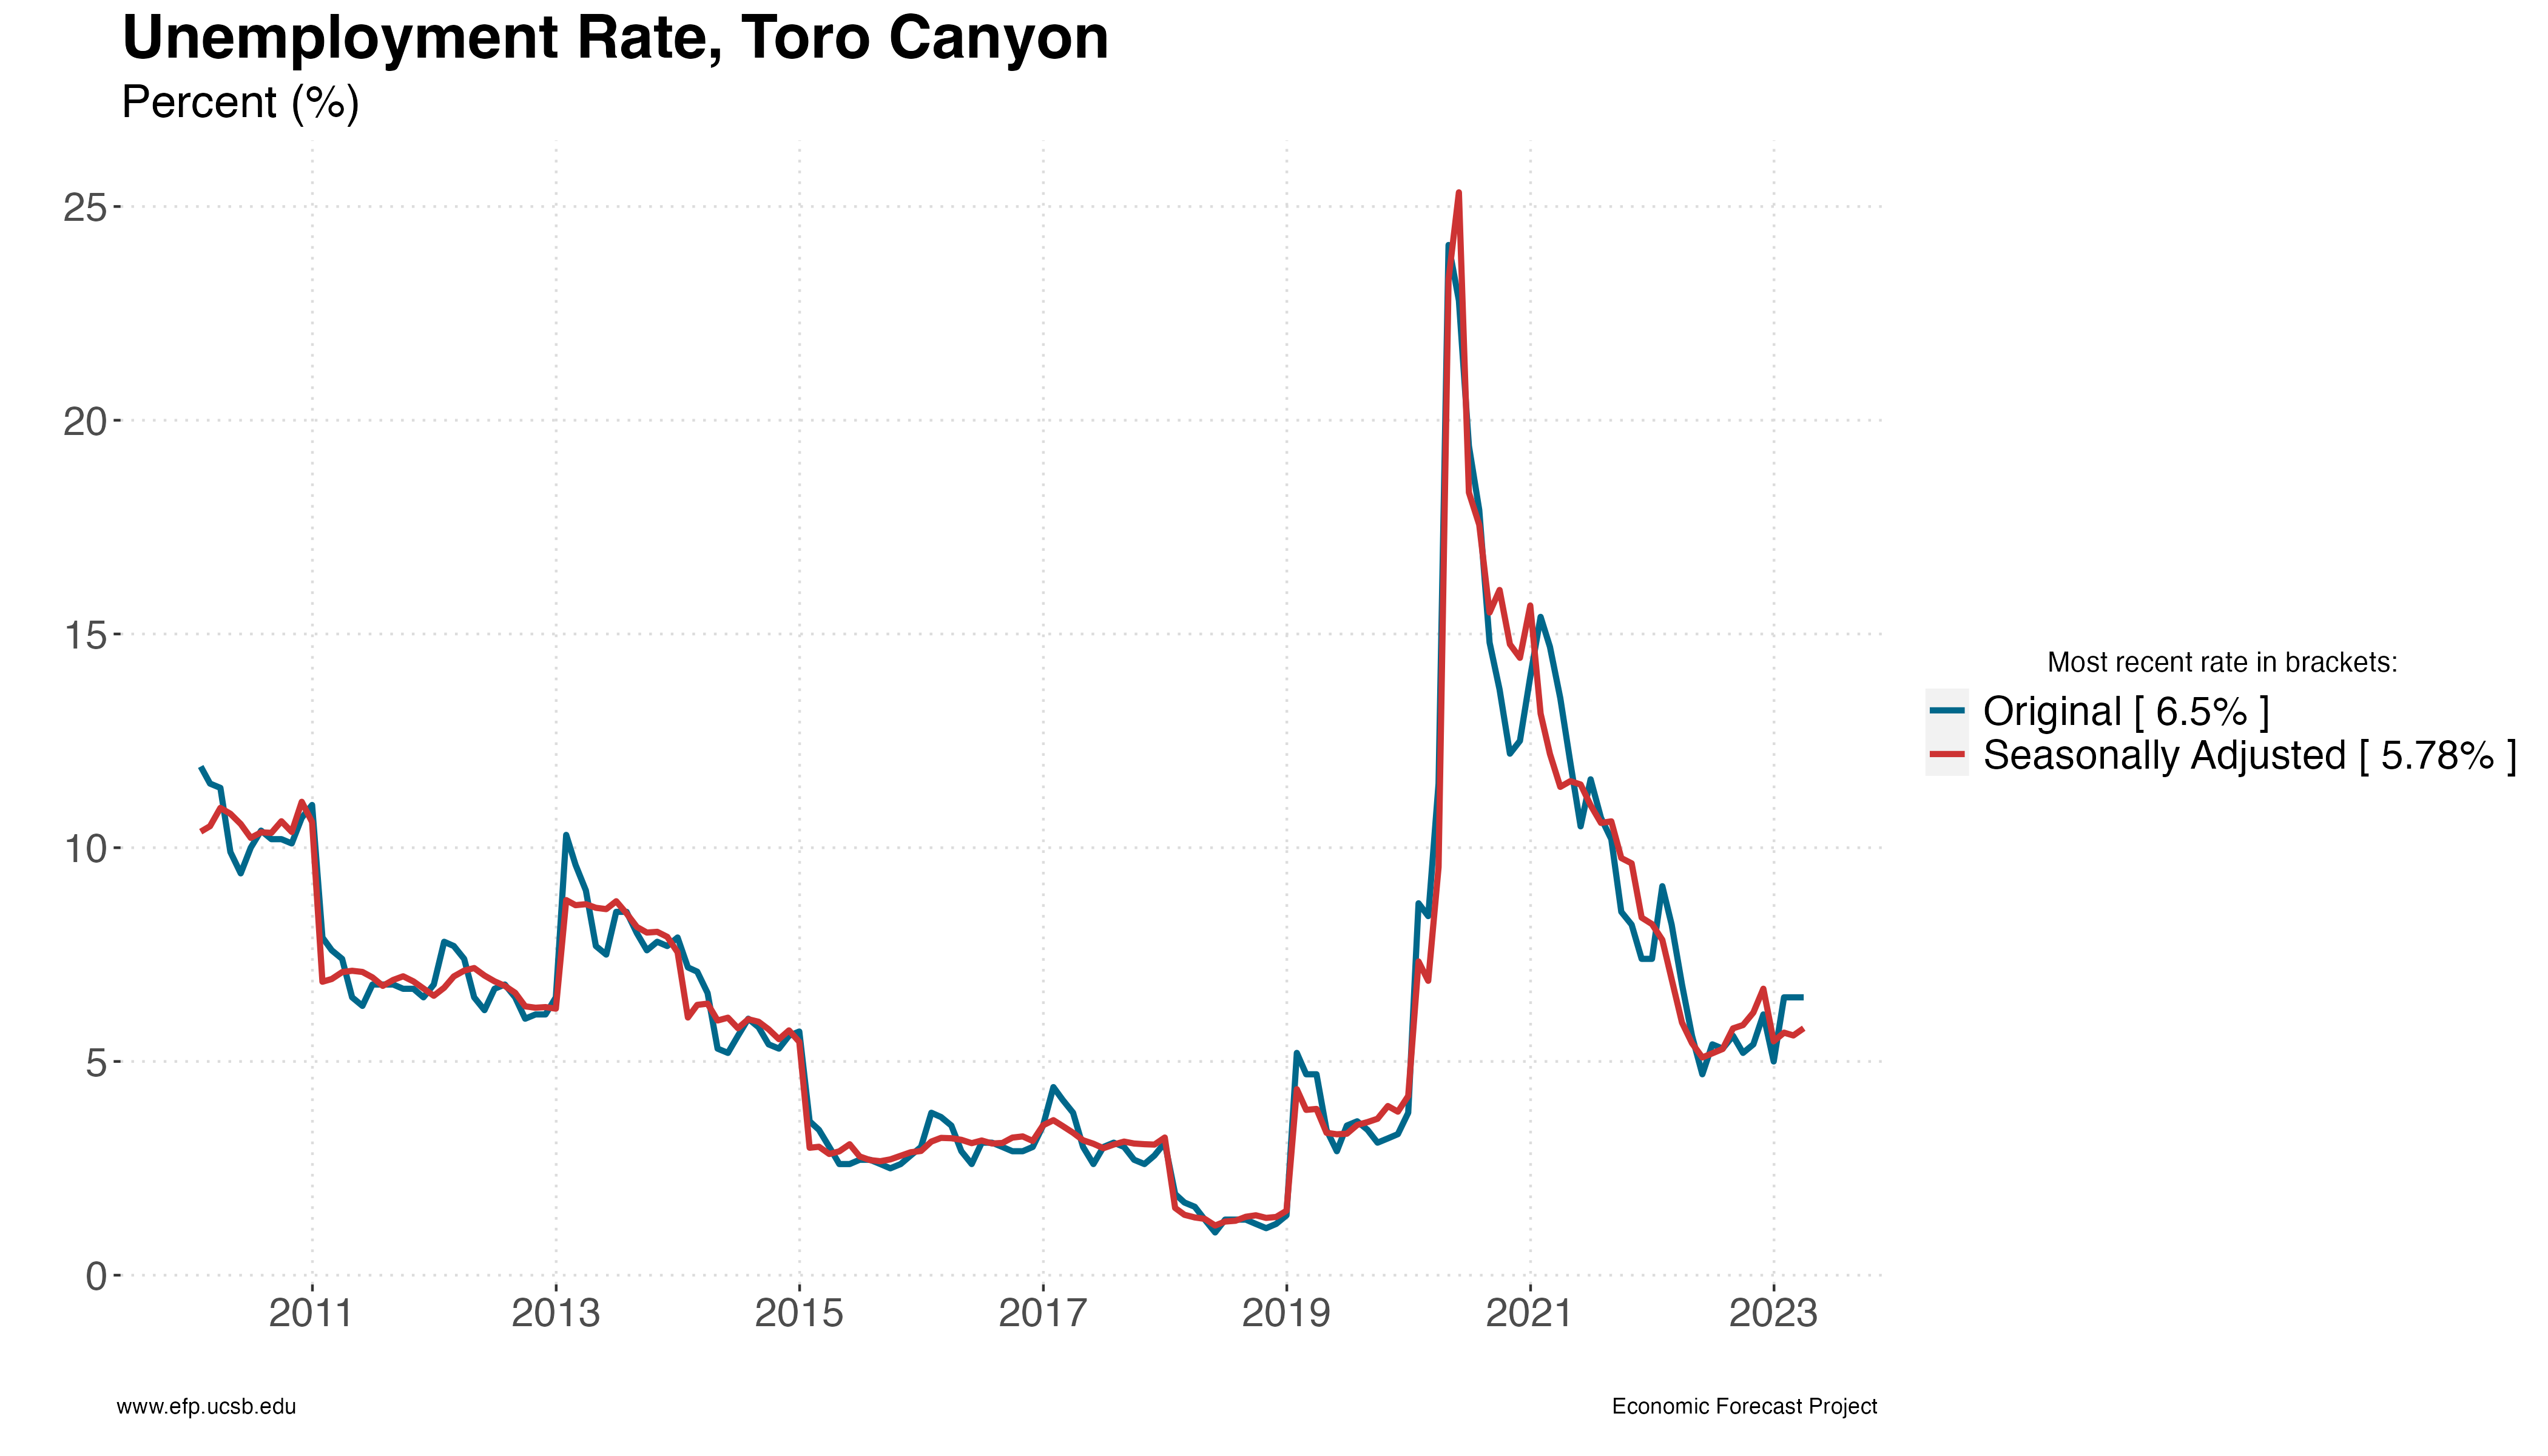 Unemployment Rate, Toro Canyon
Percent (%)
25
20
15
10
5
0
2011 2013 2015 2017 2019 2021 2023
Most recent rate in brackets:
Original [ 6.5% ]
Seasonally Adjusted [ 5.78% ]
www.efp.ucsb.edu
Economic Forecast Project